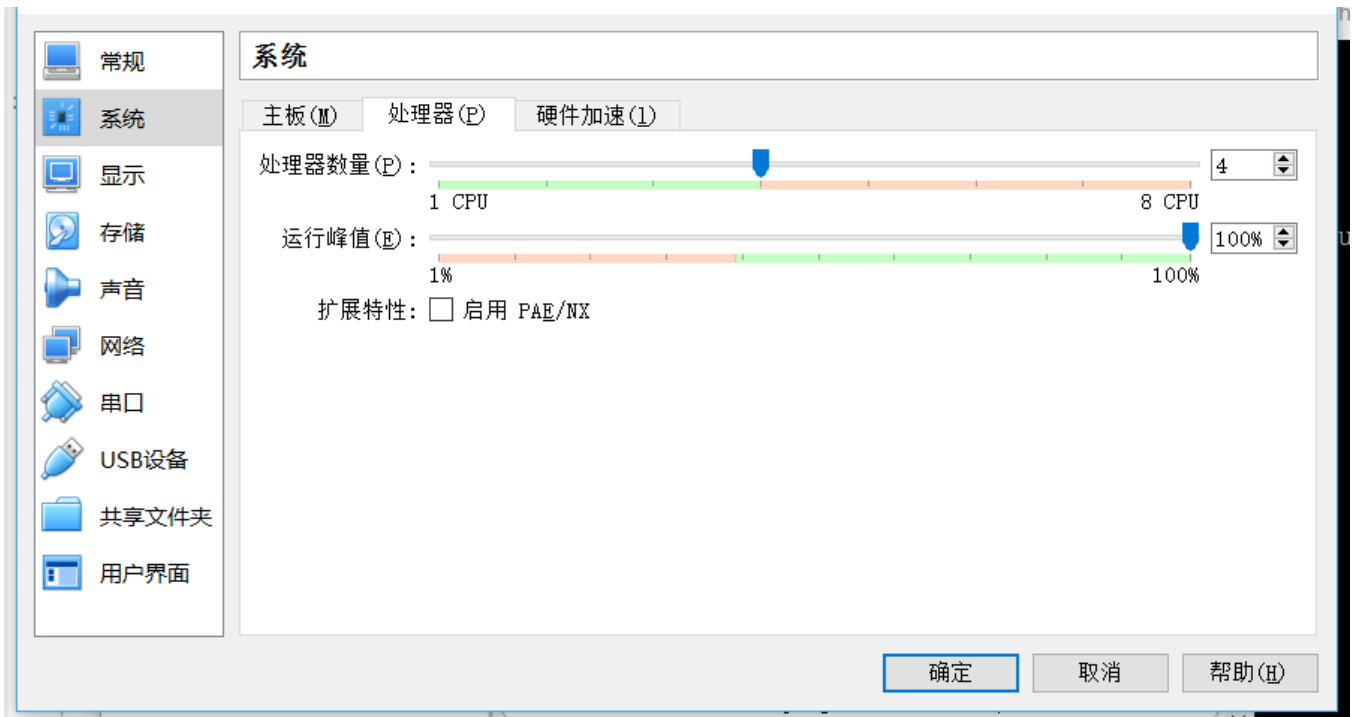 常规
系统
显示
存储
声音
网络
串口
USB设备
共享文件夹
用户界面
系统
主板(M) 处理器(P) 硬件加速(l)
处理器数量(P): 4
1 CPU 8 CPU
运行峰值(E): 100%
1% 100%
扩展特性: 启用 PAE/NX
确定 取消 帮助(H)